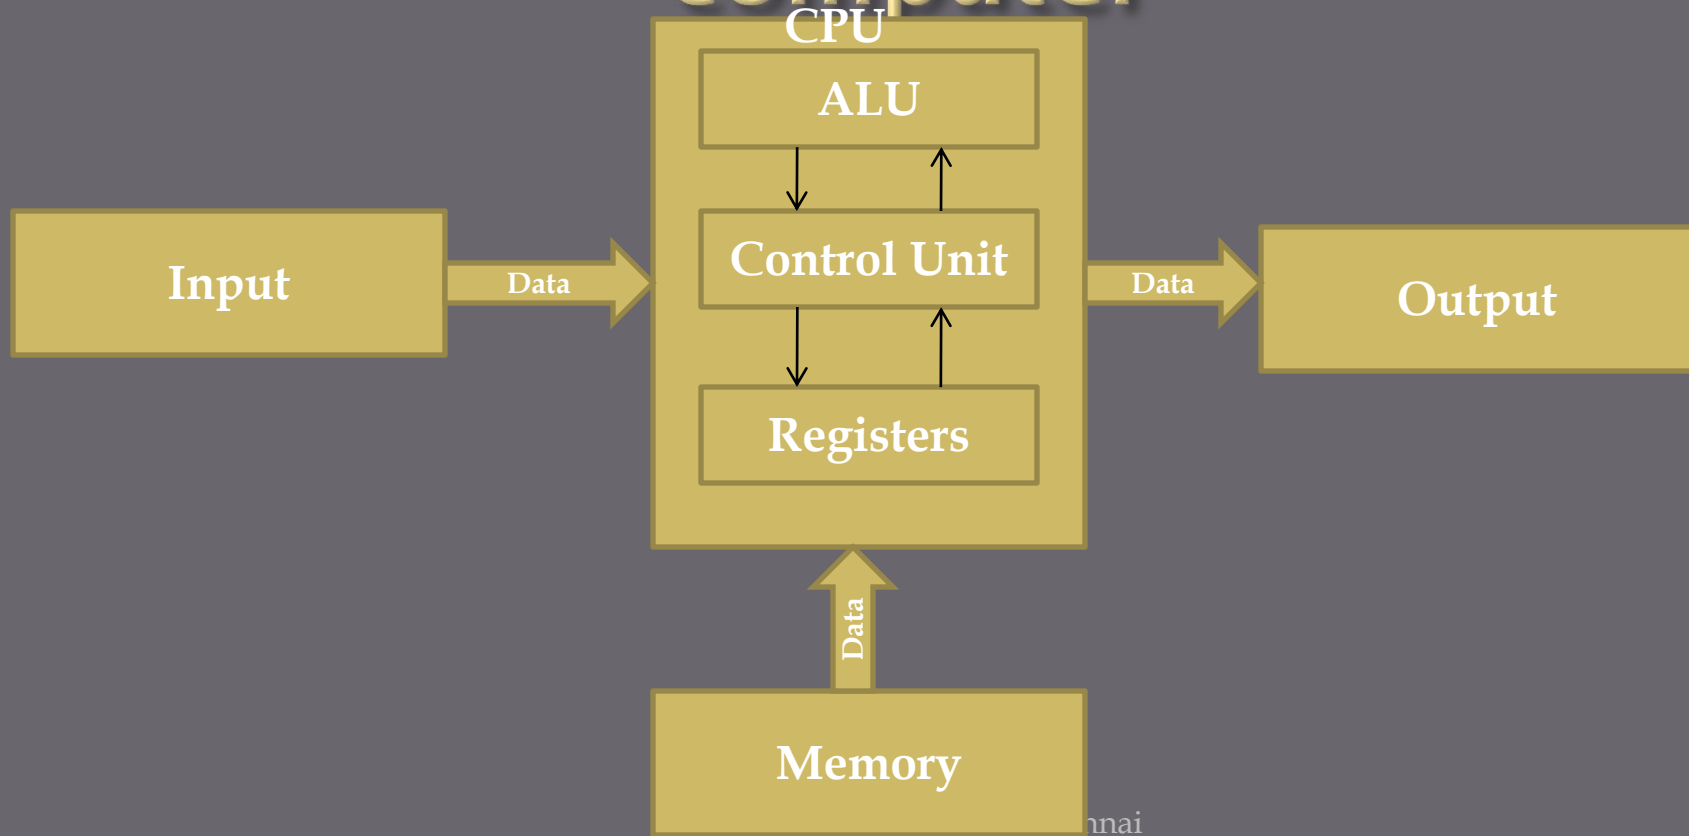 CPU
ALU
Control Unit
Registers
Input
Data
Data
Output
Data
Memory